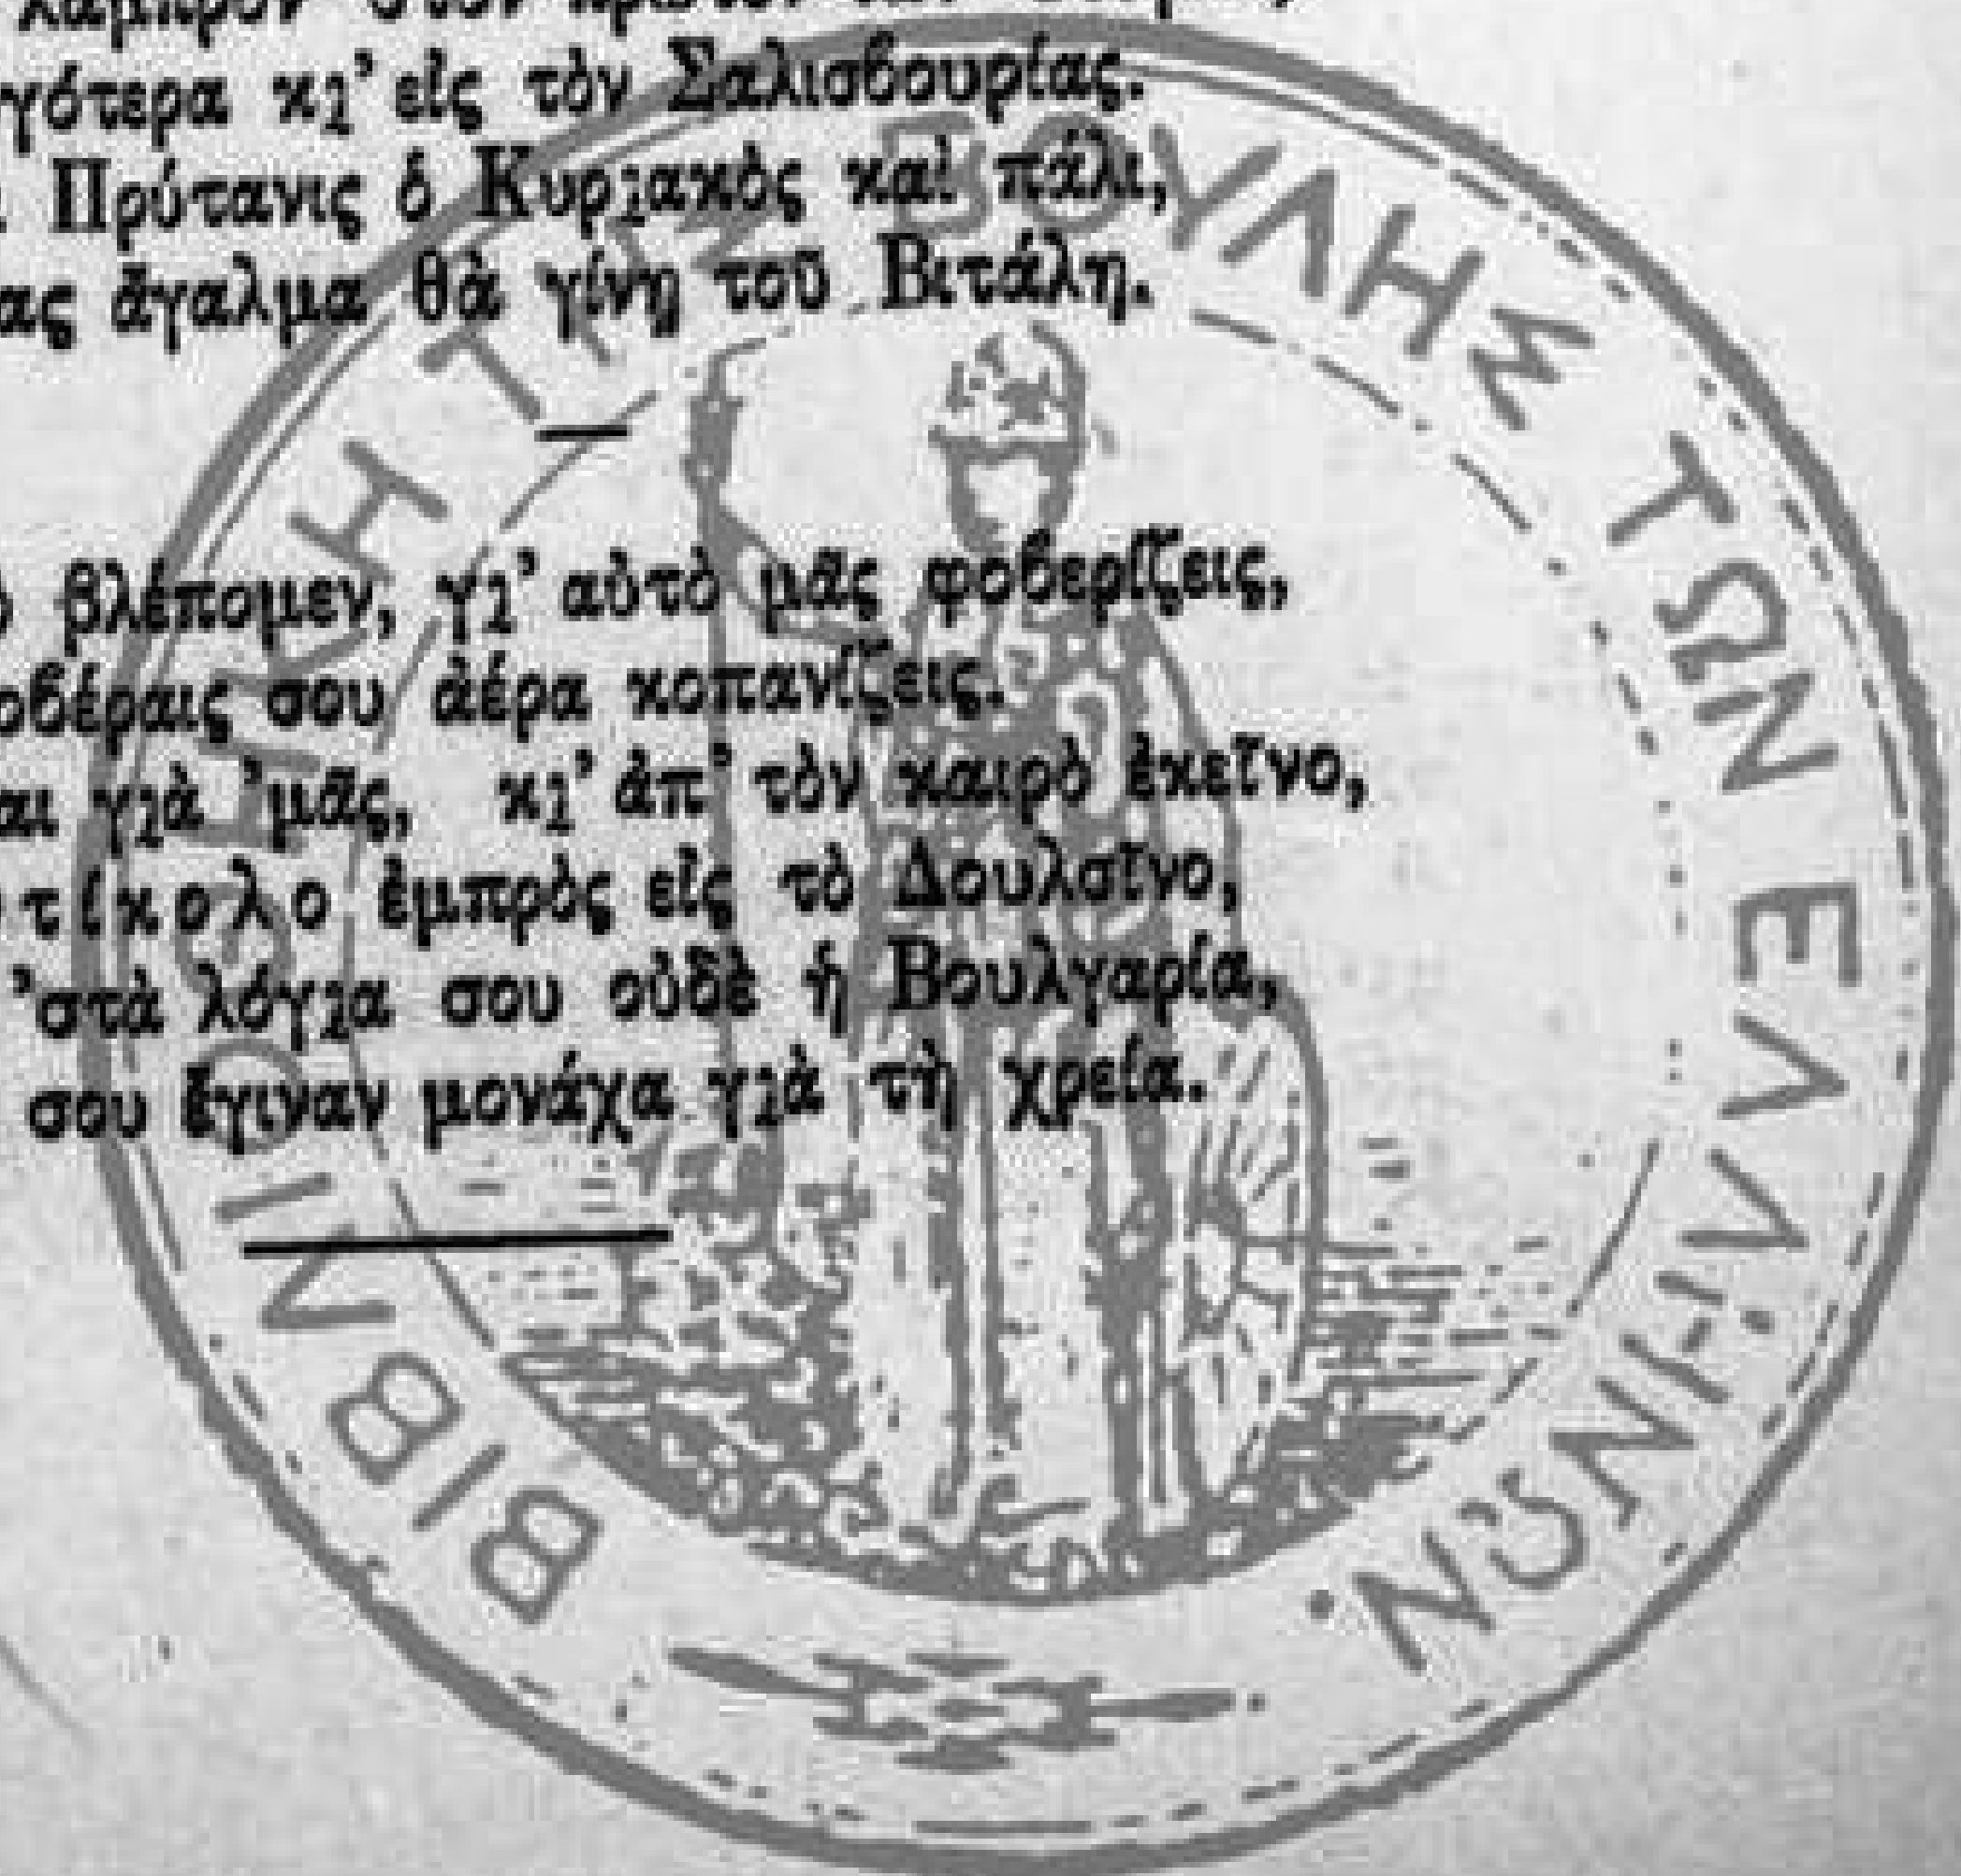 γότερα κι’ εἰς τὸν Σαλισβουρίας.
Πρύτανις ὁ Κυριακὸς καὶ πάλι,
ας ἄγαλμα θὰ γίνῃ τοῦ Βιτάλη.
βλέπομεν, γι’ αὐτὸ μᾶς φοβερίζεις,
οβέραις σου ἀέρα κοπανίζεις.
αι γιὰ ’μᾶς, κι’ ἀπ’ τὸν καιρὸ ἐκεῖνο,
τίκολο ἐμπρὸς εἰς τὸ Δουλσῖνο,
’στὰ λόγια σου οὐδὲ ἡ Βουλγαρία,
σου ἔγιναν μονάχα γιὰ τὴ χρεία.
ΒΙΒΛΙΟΘΗΚΗ ΤΗΣ ΒΟΥΛΗΣ ΤΩΝ ΕΛΛΗΝΩΝ.